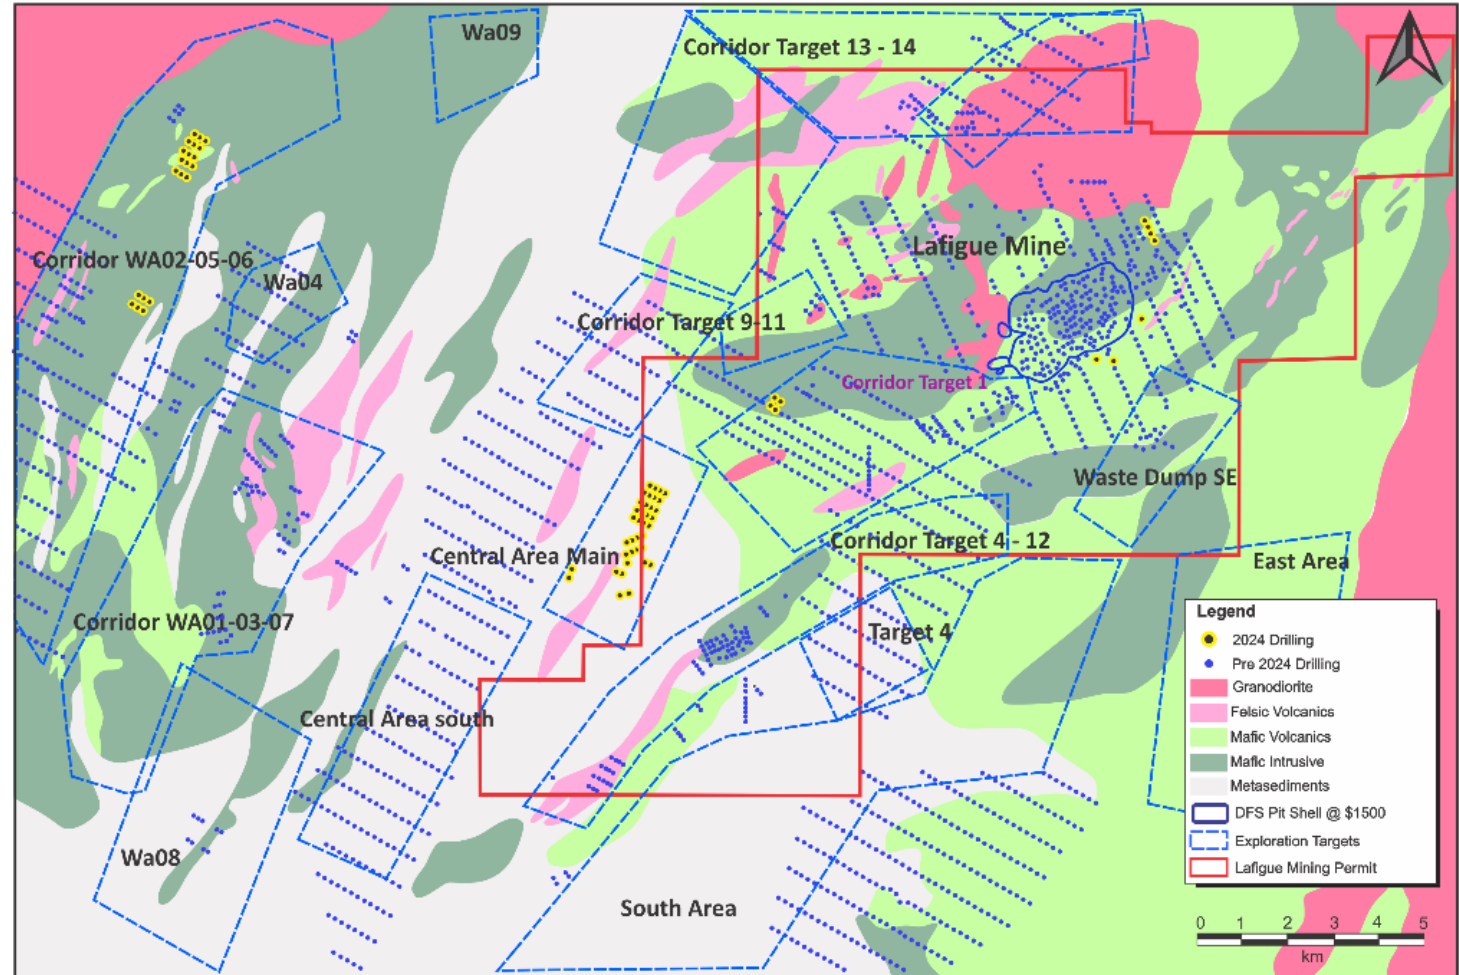 Wa09
Corridor Target 13 - 14
Lafigue Mine
Corridor WA02-05-06
Wa04
Corridor Target 9-11
Corridor Target 1
Waste Dump SE
Corridor Target 4 - 12
Central Area Main
East Area
Corridor WA01-03-07
Target 4
Central Area south
Wa08
South Area
Legend
2024 Drilling
Pre 2024 Drilling
Granodiorite
Felsic Volcanics
Mafic Volcanics
Mafic Intrusive
Metasediments
DFS Pit Shell @ $1500
Exploration Targets
Lafigue Mining Permit
0 1 2 3 4 5
km